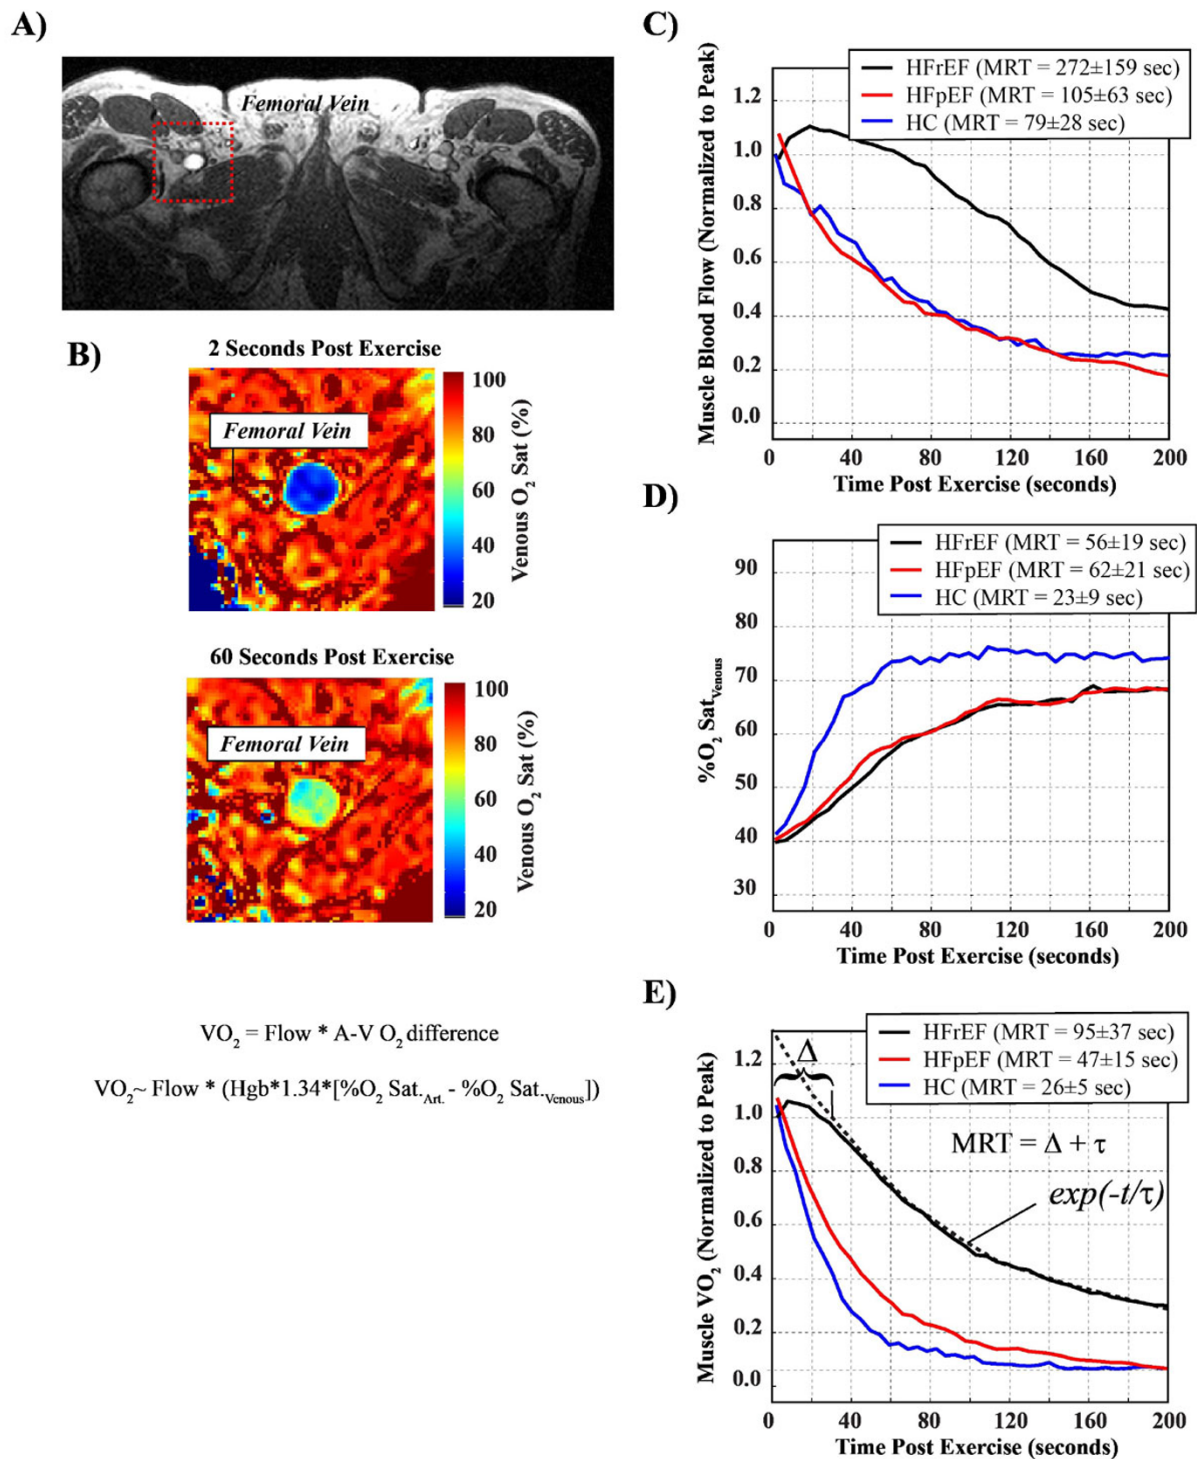 A)
Femoral Vein
B)
2 Seconds Post Exercise
Femoral Vein
100
80
60
40
20
Venous O₂ Sat (%)
60 Seconds Post Exercise
Femoral Vein
100
80
60
40
20
Venous O₂ Sat (%)
VO₂ = Flow * A-V O₂ difference
VO₂~ Flow * (Hgb*1.34*[%O₂ Sat.Art. - %O₂ Sat.Venous])
C)
HFrEF (MRT = 272±159 sec)
HFpEF (MRT = 105±63 sec)
HC (MRT = 79±28 sec)
Muscle Blood Flow (Normalized to Peak)
1.2
1.0
0.8
0.6
0.4
0.2
0.0
0 40 80 120 160 200
Time Post Exercise (seconds)
D)
HFrEF (MRT = 56±19 sec)
HFpEF (MRT = 62±21 sec)
HC (MRT = 23±9 sec)
%O₂ SatVenous
90
80
70
60
50
40
30
0 40 80 120 160 200
Time Post Exercise (seconds)
E)
HFrEF (MRT = 95±37 sec)
HFpEF (MRT = 47±15 sec)
HC (MRT = 26±5 sec)
Δ
MRT = Δ + τ
exp(-t/τ)
Muscle VO₂ (Normalized to Peak)
1.2
1.0
0.8
0.6
0.4
0.2
0.0
0 40 80 120 160 200
Time Post Exercise (seconds)